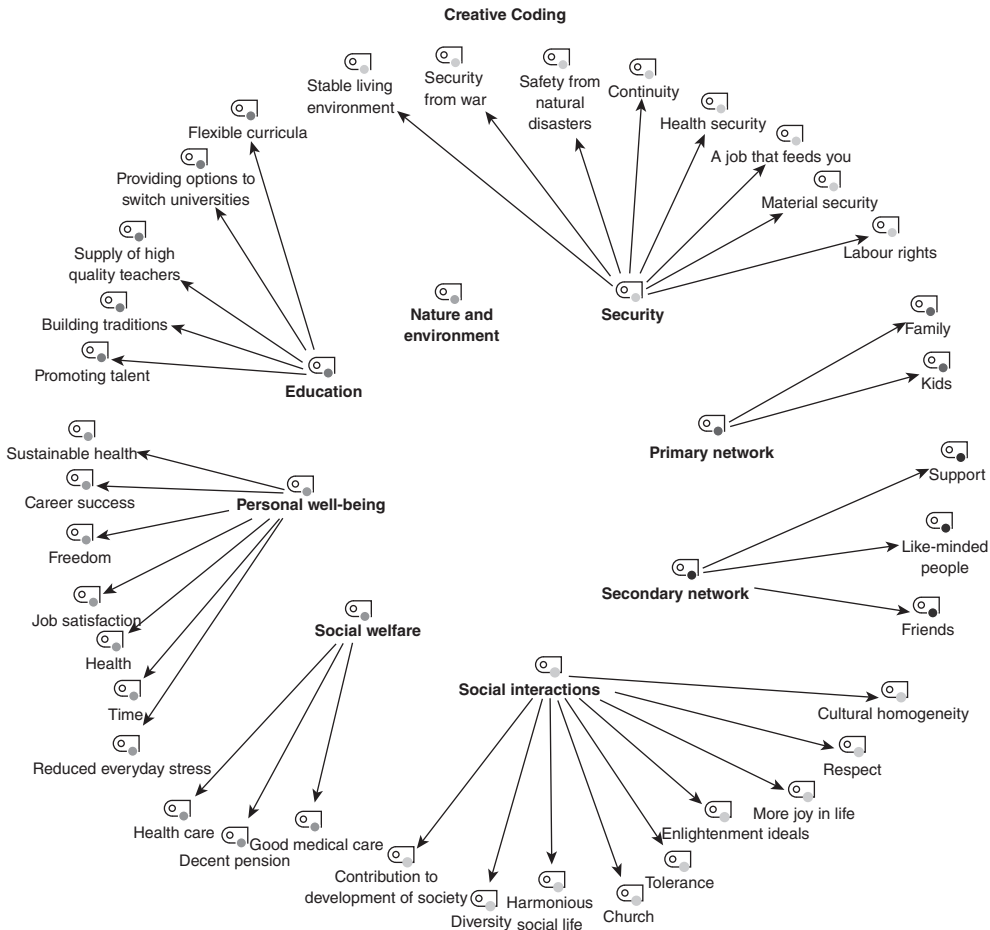 Creative Coding
Stable living
environment
Security
from war
Safety from
natural
disasters
Continuity
Health security
A job that feeds you
Material security
Labour rights
Flexible curricula
Providing options to
switch universities
Supply of high
quality teachers
Building traditions
Promoting talent
Education
Nature and
environment
Security
Family
Kids
Primary network
Sustainable health
Career success
Freedom
Job satisfaction
Health
Time
Reduced everyday stress
Personal well-being
Support
Like-minded
people
Friends
Secondary network
Social welfare
Health care
Decent pension
Good medical care
Social interactions
Cultural homogeneity
Respect
More joy in life
Enlightenment ideals
Tolerance
Church
Harmonious
social life
Diversity
Contribution to
development of society